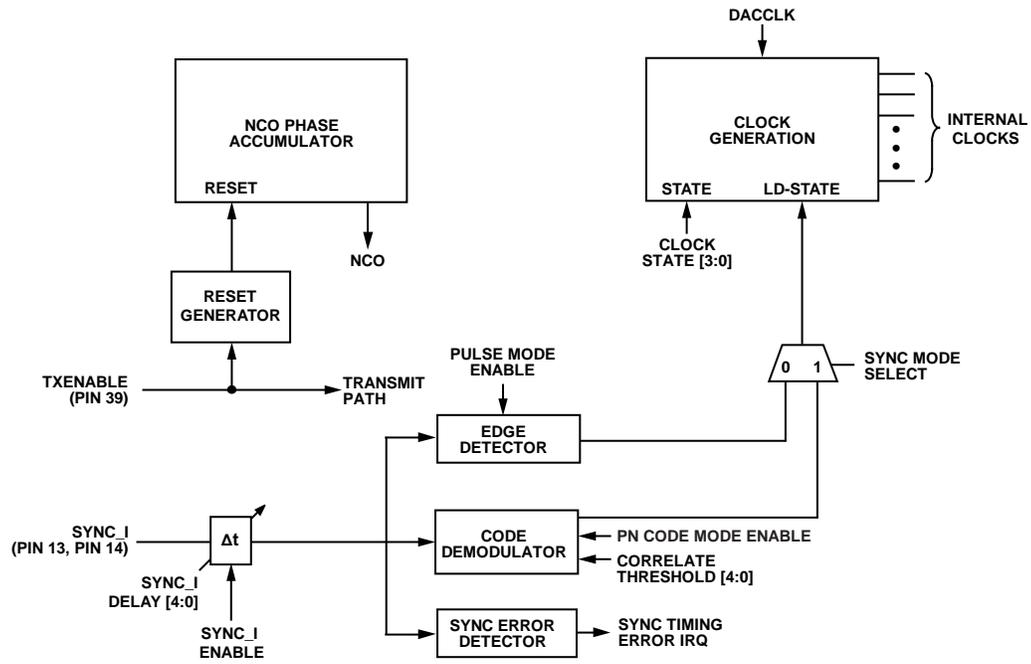 DACCLK
NCO PHASE
ACCUMULATOR
RESET
NCO
CLOCK
GENERATION
STATE
LD-STATE
INTERNAL
CLOCKS
CLOCK
STATE [3:0]
RESET
GENERATOR
TXENABLE
(PIN 39)
TRANSMIT
PATH
PULSE MODE
ENABLE
0
1
SYNC MODE
SELECT
EDGE
DETECTOR
SYNC_I
(PIN 13, PIN 14)
Δt
SYNC_I
DELAY [4:0]
SYNC_I
ENABLE
CODE
DEMODULATOR
PN CODE MODE ENABLE
CORRELATE
THRESHOLD [4:0]
SYNC ERROR
DETECTOR
SYNC TIMING
ERROR IRQ